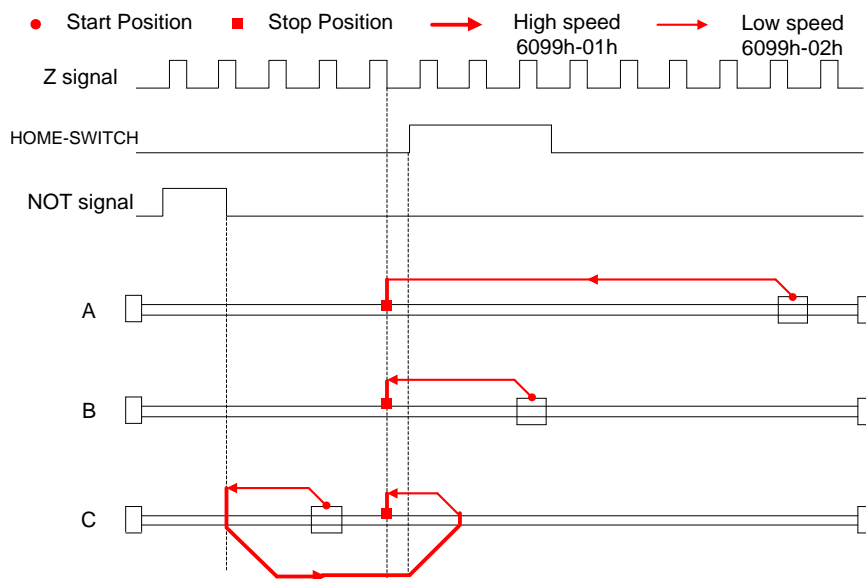 Start Position
Stop Position
High speed
6099h-01h
Low speed
6099h-02h
Z signal
HOME-SWITCH
NOT signal
A
B
C